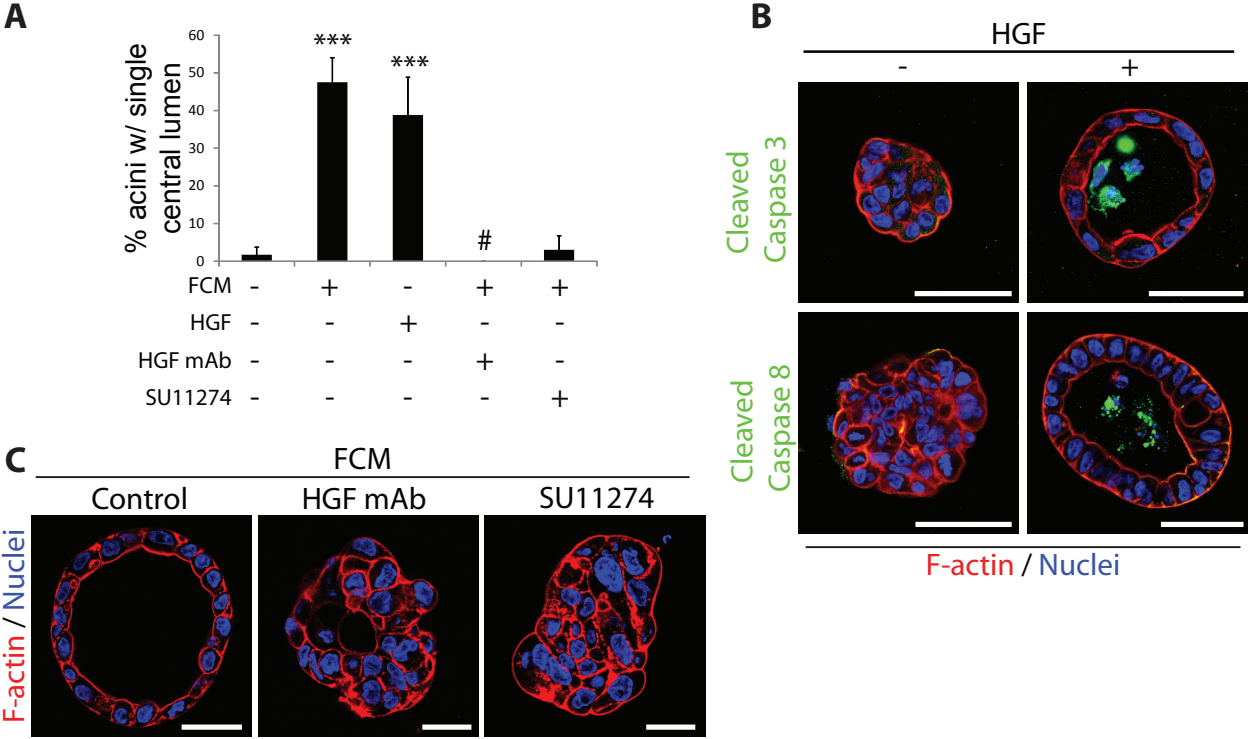 A
% acini w/ single
central lumen
60
50
40
30
20
10
0
***
***
#
FCM - + - + +
HGF - - + - -
HGF mAb - - - + -
SU11274 - - - - +
B
HGF
- +
Cleaved
Caspase 3
Cleaved
Caspase 8
F-actin / Nuclei
C
FCM
Control HGF mAb SU11274
F-actin / Nuclei